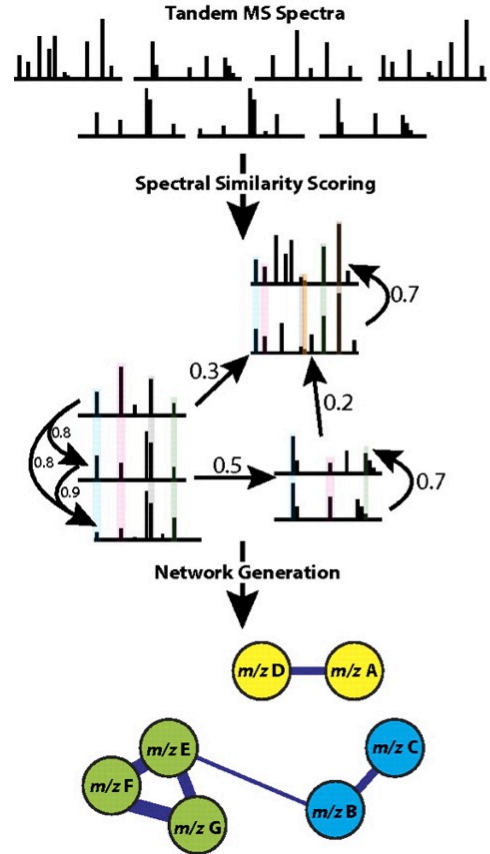 Tandem MS Spectra
Spectral Similarity Scoring
0.7
0.3
0.2
0.8
0.8
0.5
0.9
0.7
Network Generation
m/z D
m/z A
m/z E
m/z C
m/z F
m/z B
m/z G